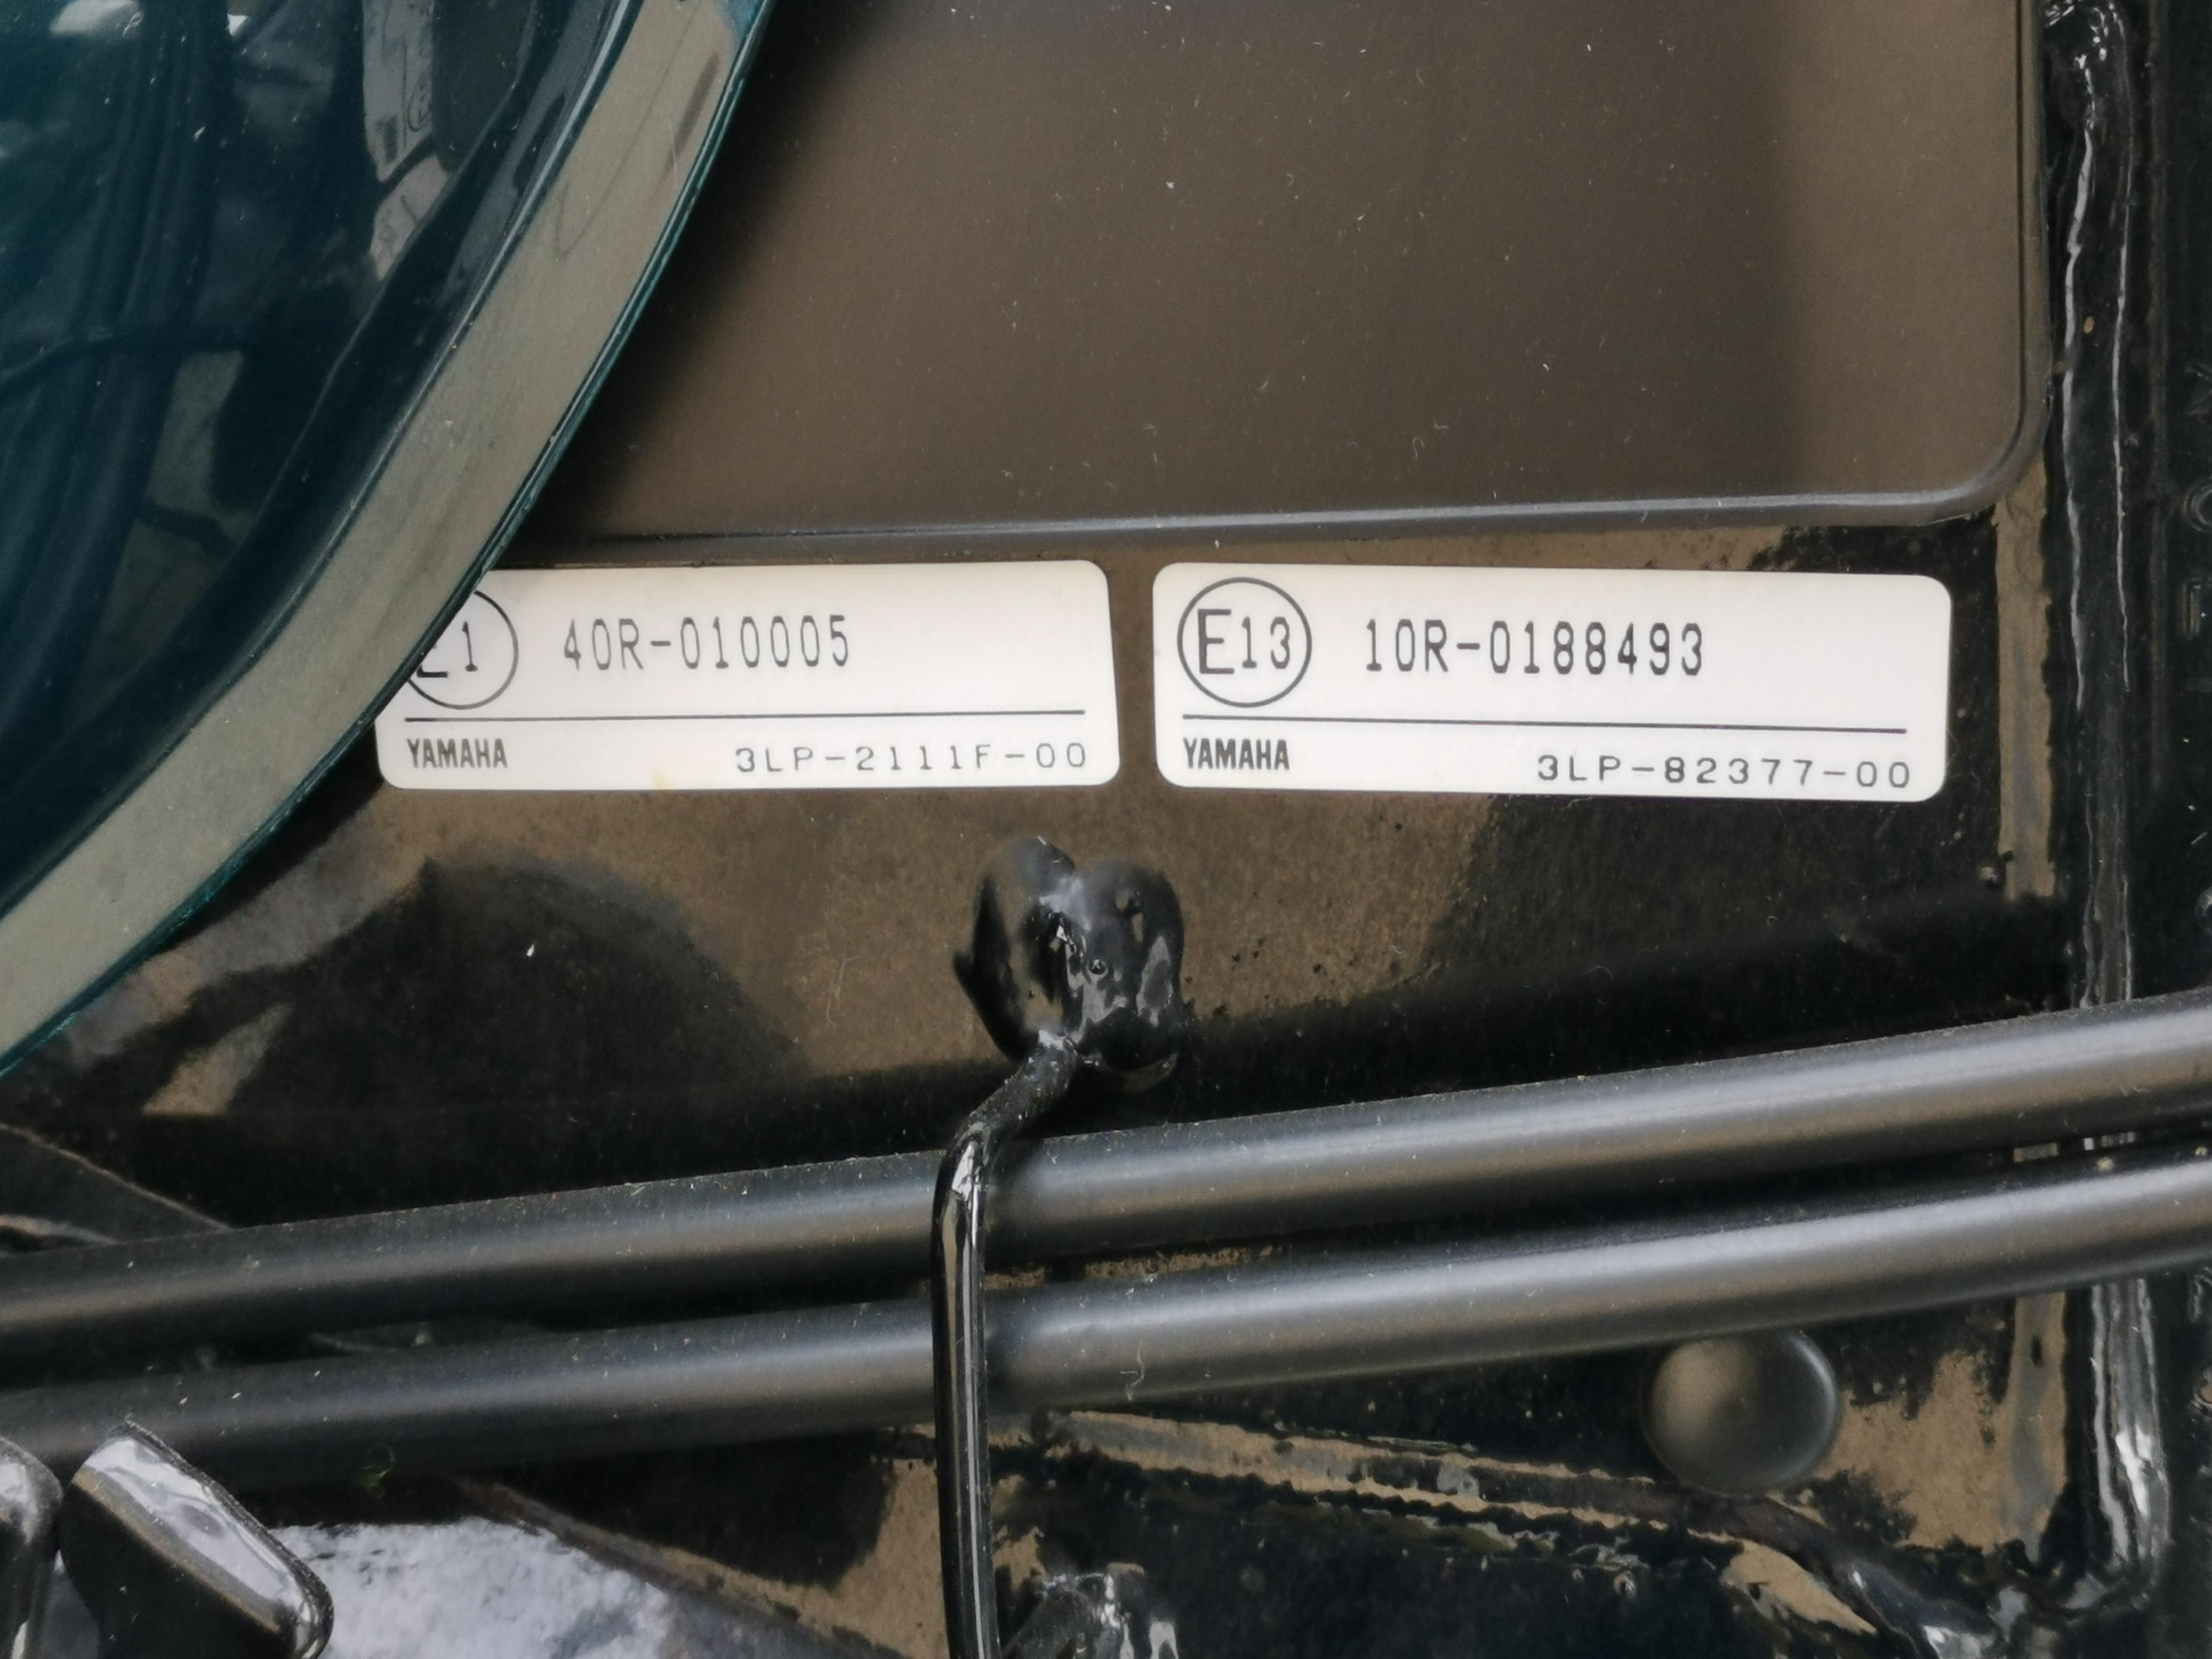 E1 40R-010005
YAMAHA 3LP-2111F-00
E13 10R-0188493
YAMAHA 3LP-82377-00